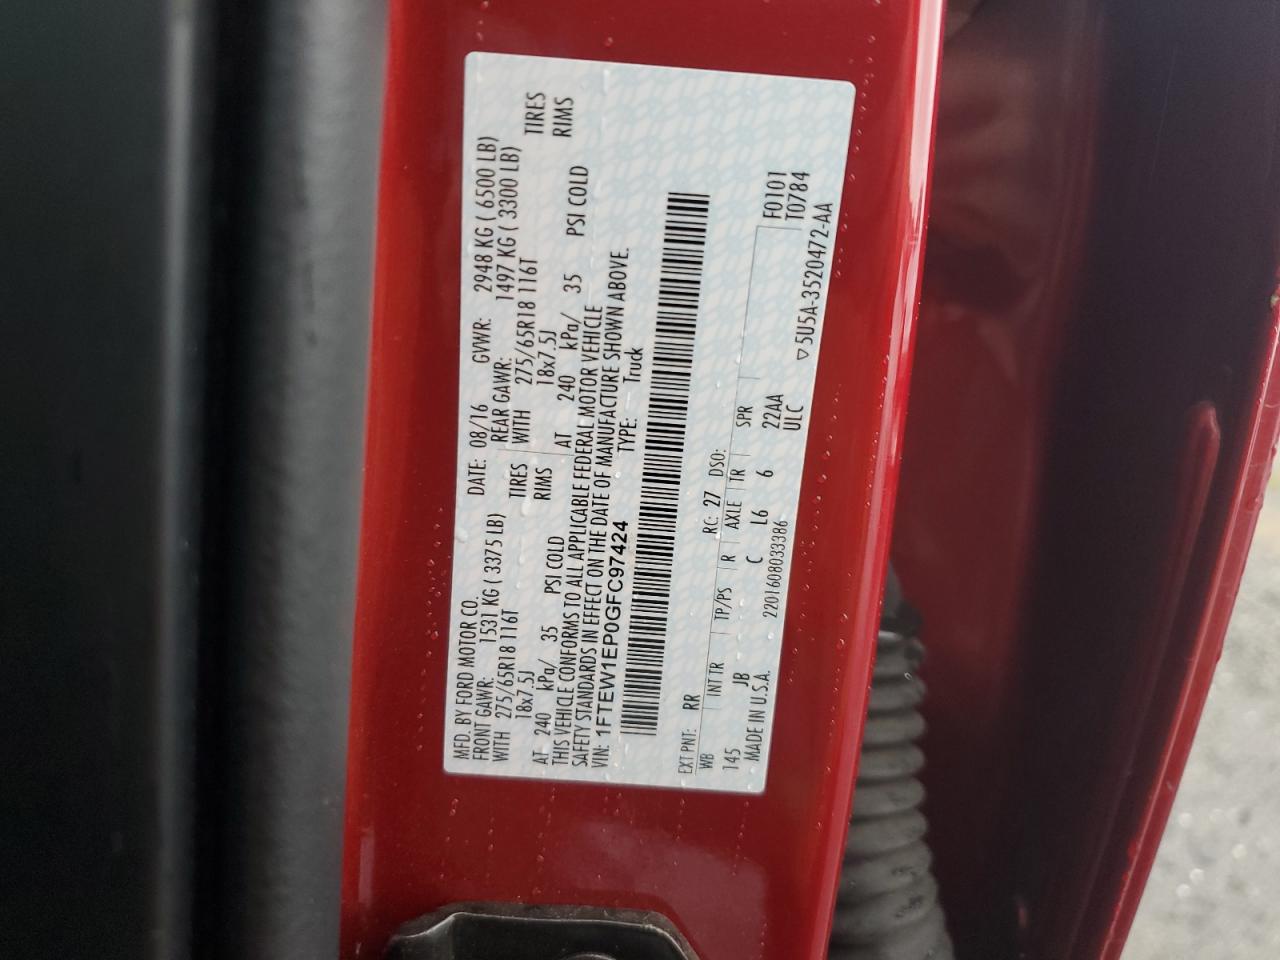 MFD. BY FORD MOTOR CO. DATE: 08/16 GVWR: 2948 KG ( 6500 LB)
FRONT GAWR: 1531 KG ( 3375 LB) REAR GAWR: 1497 KG ( 3300 LB)
WITH 275/65R18 116T TIRES WITH 275/65R18 116T TIRES
18x7.5J RIMS 18x7.5J RIMS
AT 240 kPa/ 35 PSI COLD AT 240 kPa/ 35 PSI COLD
THIS VEHICLE CONFORMS TO ALL APPLICABLE FEDERAL MOTOR VEHICLE
SAFETY STANDARDS IN EFFECT ON THE DATE OF MANUFACTURE SHOWN ABOVE.
VIN: 1FTEW1EP0GFC97424 TYPE: Truck
EXT PNT: RR RC: 27 DSO: F0101
WB INT TR TP/PS R AXLE TR SPR T0784
145 JB C L6 6 22AA
MADE IN U.S.A. 2201608033386 ULC
▽5U5A-3520472-AA